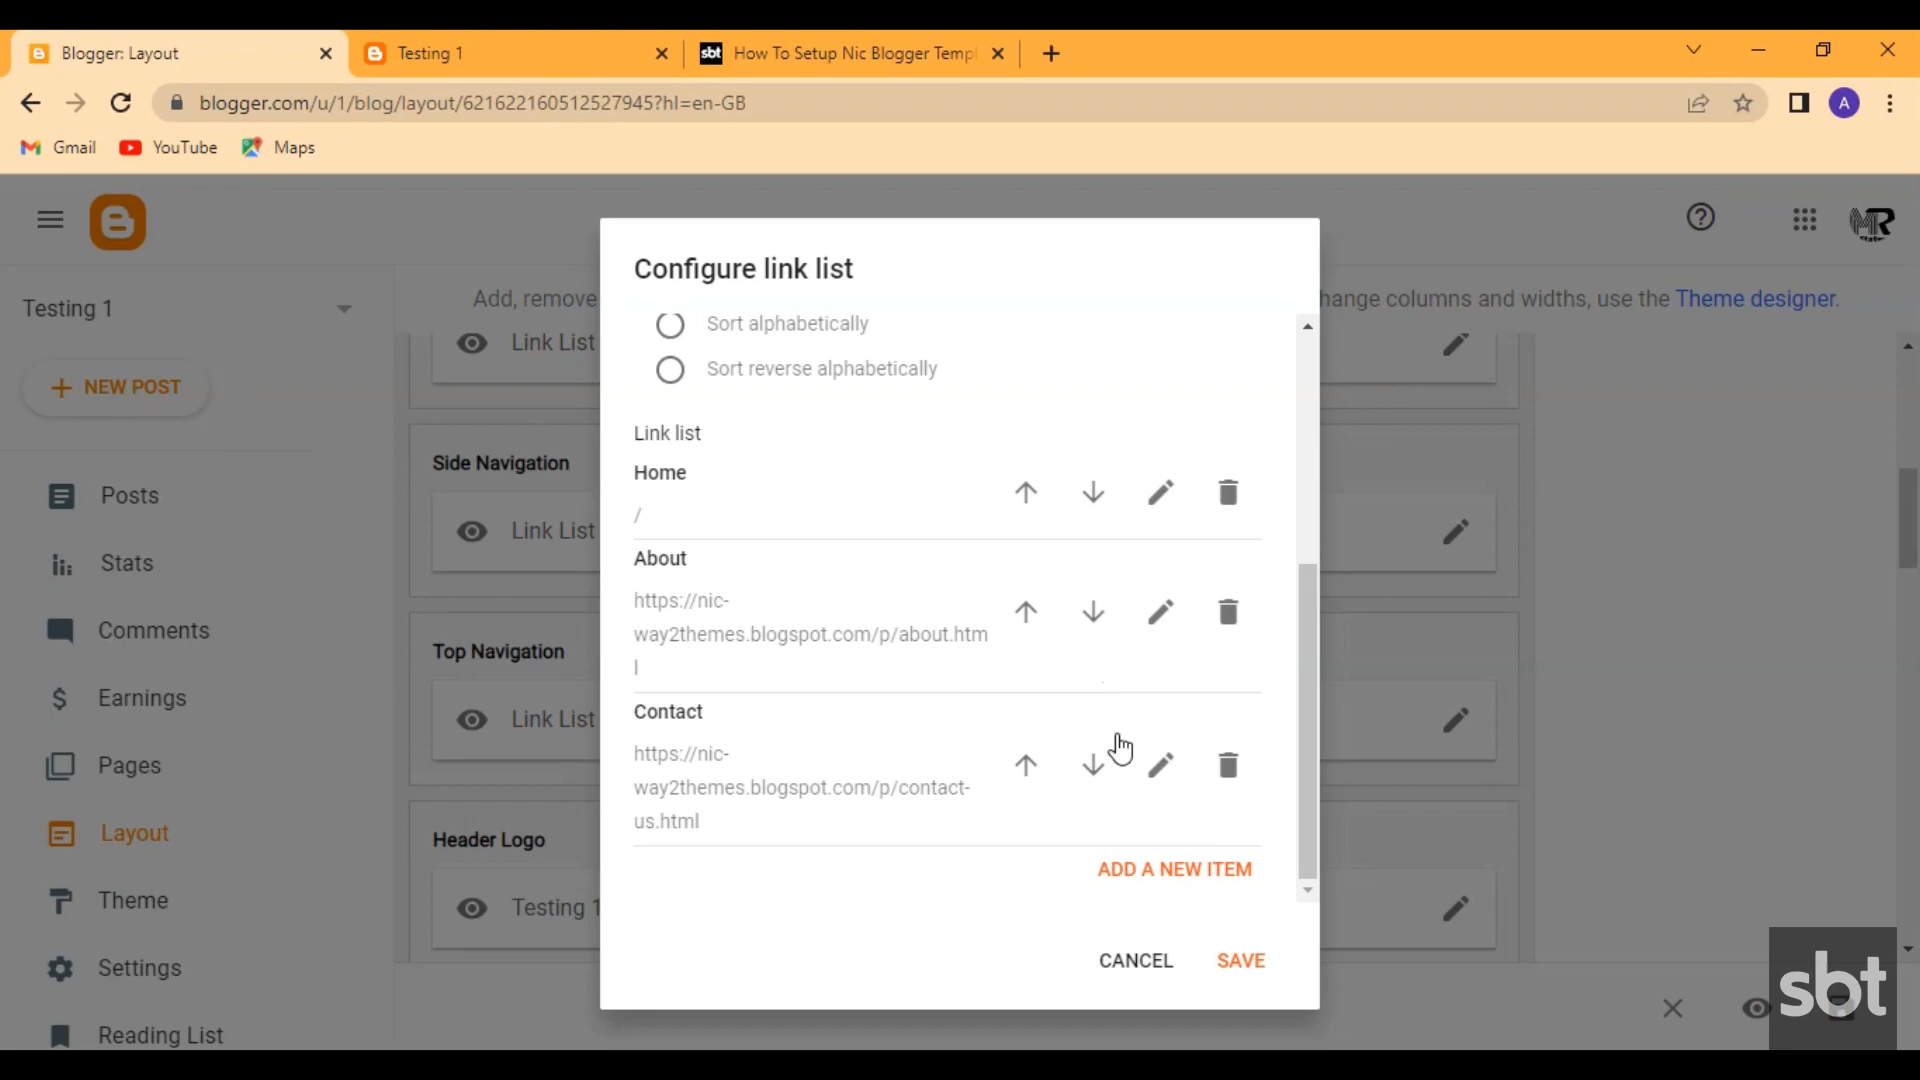 Blogger: Layout
Testing 1
sbt How To Setup Nic Blogger Templ
blogger.com/u/1/blog/layout/621622160512527945?hl=en-GB
A
Gmail
YouTube
Maps
Configure link list
Testing 1
Add, remove
hange columns and widths, use the Theme designer.
Sort alphabetically
Link List
Sort reverse alphabetically
NEW POST
Link list
Side Navigation
Home
Posts
/
Link List
About
Stats
https://nic-
way2themes.blogspot.com/p/about.htm
l
Comments
Top Navigation
Earnings
Contact
Link List
https://nic-
way2themes.blogspot.com/p/contact-
us.html
Pages
Layout
Header Logo
ADD A NEW ITEM
Theme
Testing 1
CANCEL
SAVE
Settings
sbt
Reading List